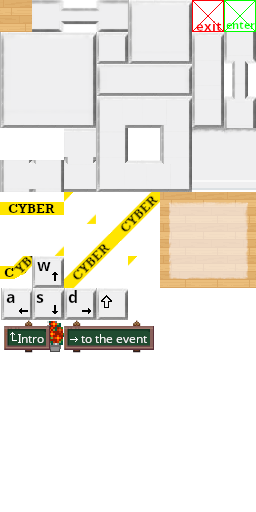 exit enter
CYBER
CYBER
CYBER
CYB
w↑
a← s↓ d→ ⇧
↑Intro → to the event